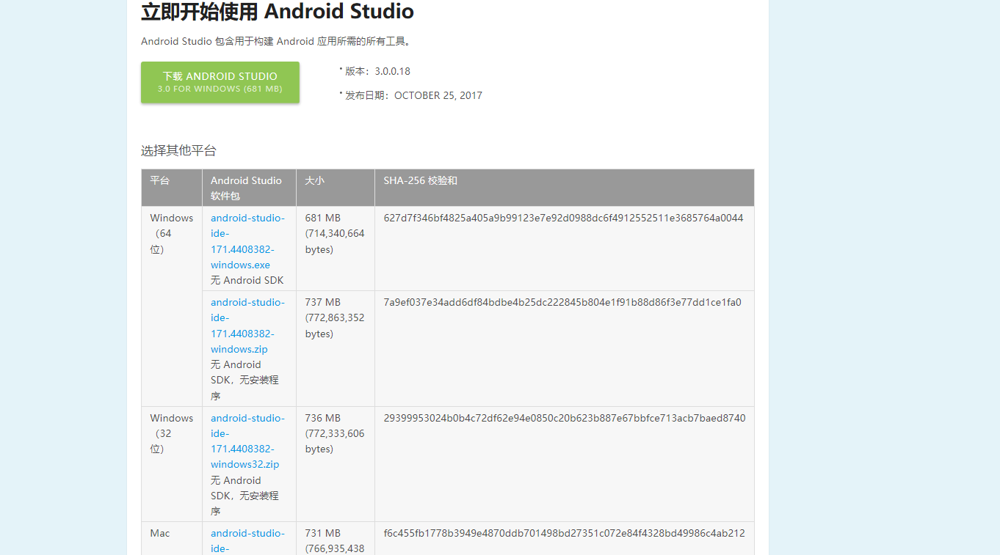 立即开始使用 Android Studio
Android Studio 包含用于构建 Android 应用所需的所有工具。
下载 ANDROID STUDIO
3.0 FOR WINDOWS (681 MB)
• 版本：3.0.0.18
• 发布日期：OCTOBER 25, 2017
选择其他平台
平台
Android Studio
软件包
大小
SHA-256 校验和
Windows
（64
位）
android-studio-
ide-
171.4408382-
windows.exe
无 Android SDK
681 MB
(714,340,664
bytes)
627d7f346bf4825a405a9b99123e7e92d0988dc6f4912552511e3685764a0044
android-studio-
ide-
171.4408382-
windows.zip
无 Android
SDK，无安装程
序
737 MB
(772,863,352
bytes)
7a9ef037e34add6df84bdbe4b25dc222845b804e1f91b88d86f3e77dd1ce1fa0
Windows
（32
位）
android-studio-
ide-
171.4408382-
windows32.zip
无 Android
SDK，无安装程
序
736 MB
(772,333,606
bytes)
29399953024b0b4c72df62e94e0850c20b623b887e67bbfce713acb7baed8740
Mac
android-studio-
ide-
731 MB
(766,935,438
f6c455fb1778b3949e4870ddb701498bd27351c072e84f4328bd49986c4ab212